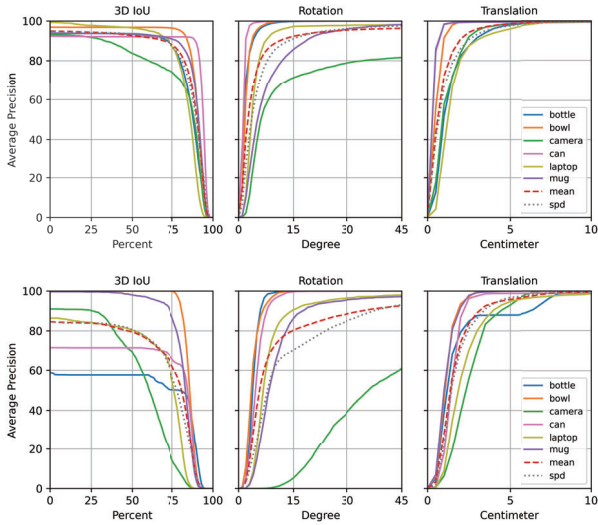 3D IoU
Rotation
Translation
Average Precision
100
80
60
40
20
0
0 25 50 75 100
0 15 30 45
0 5 10
Percent
Degree
Centimeter
bottle
bowl
camera
can
laptop
mug
mean
spd
3D IoU
Rotation
Translation
Average Precision
100
80
60
40
20
0
0 25 50 75 100
0 15 30 45
0 5 10
Percent
Degree
Centimeter
bottle
bowl
camera
can
laptop
mug
mean
spd